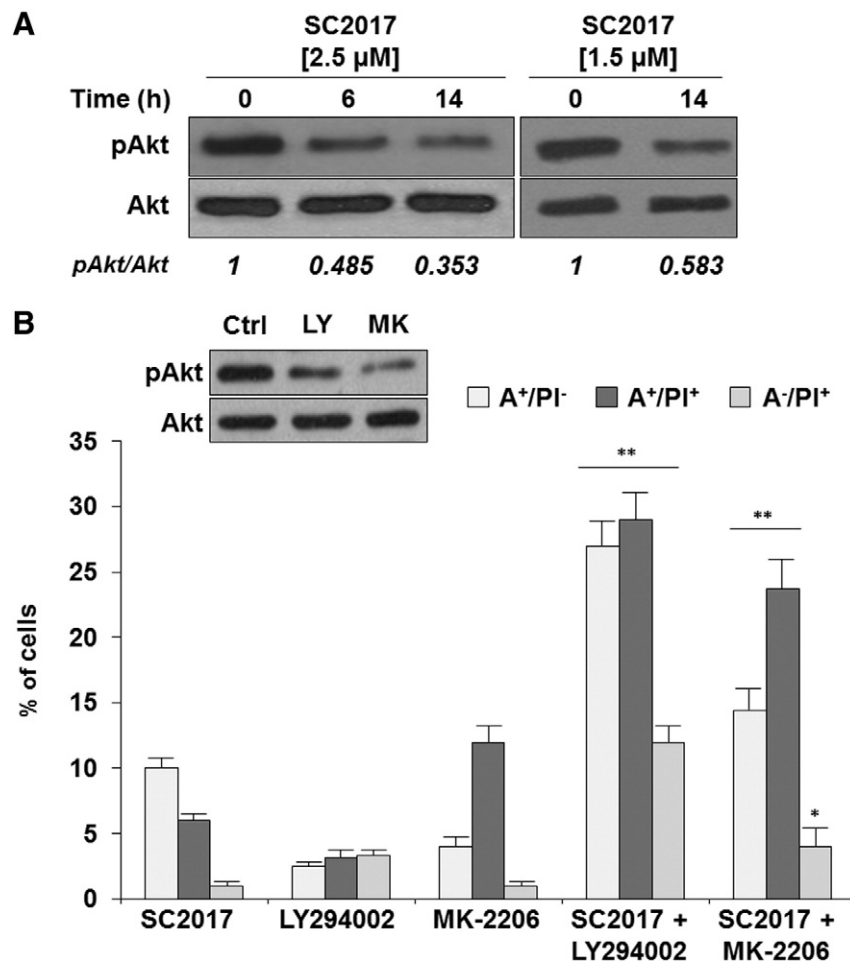 A
SC2017 SC2017
[2.5 µM] [1.5 µM]
Time (h) 0 6 14 0 14
pAkt
Akt
pAkt/Akt 1 0.485 0.353 1 0.583
B
Ctrl LY MK
pAkt
Akt
A⁺/PI⁻ A⁺/PI⁺ A⁻/PI⁺
35
30
25
20
15
10
5
0
% of cells
**
**
*
SC2017 LY294002 MK-2206 SC2017 + SC2017 +
LY294002 MK-2206